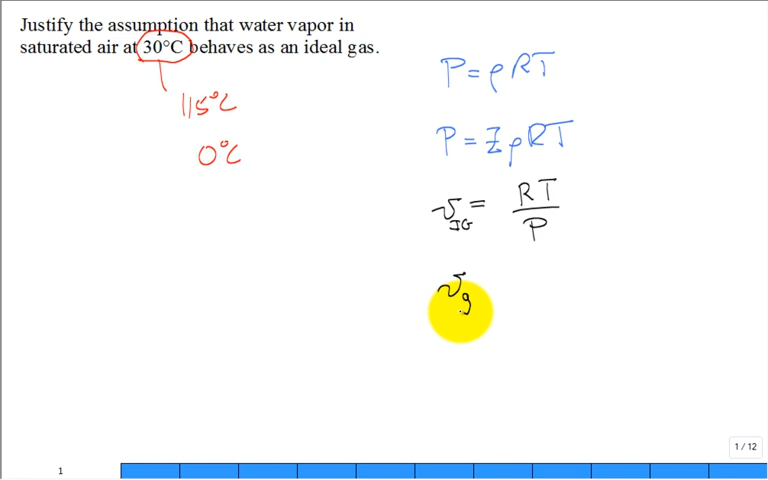 Justify the assumption that water vapor in
saturated air at 30°C behaves as an ideal gas.
115°C
0°C
P = ρRT
P = ZρRT
v_IG = RT/P
v_g
1 / 12
1